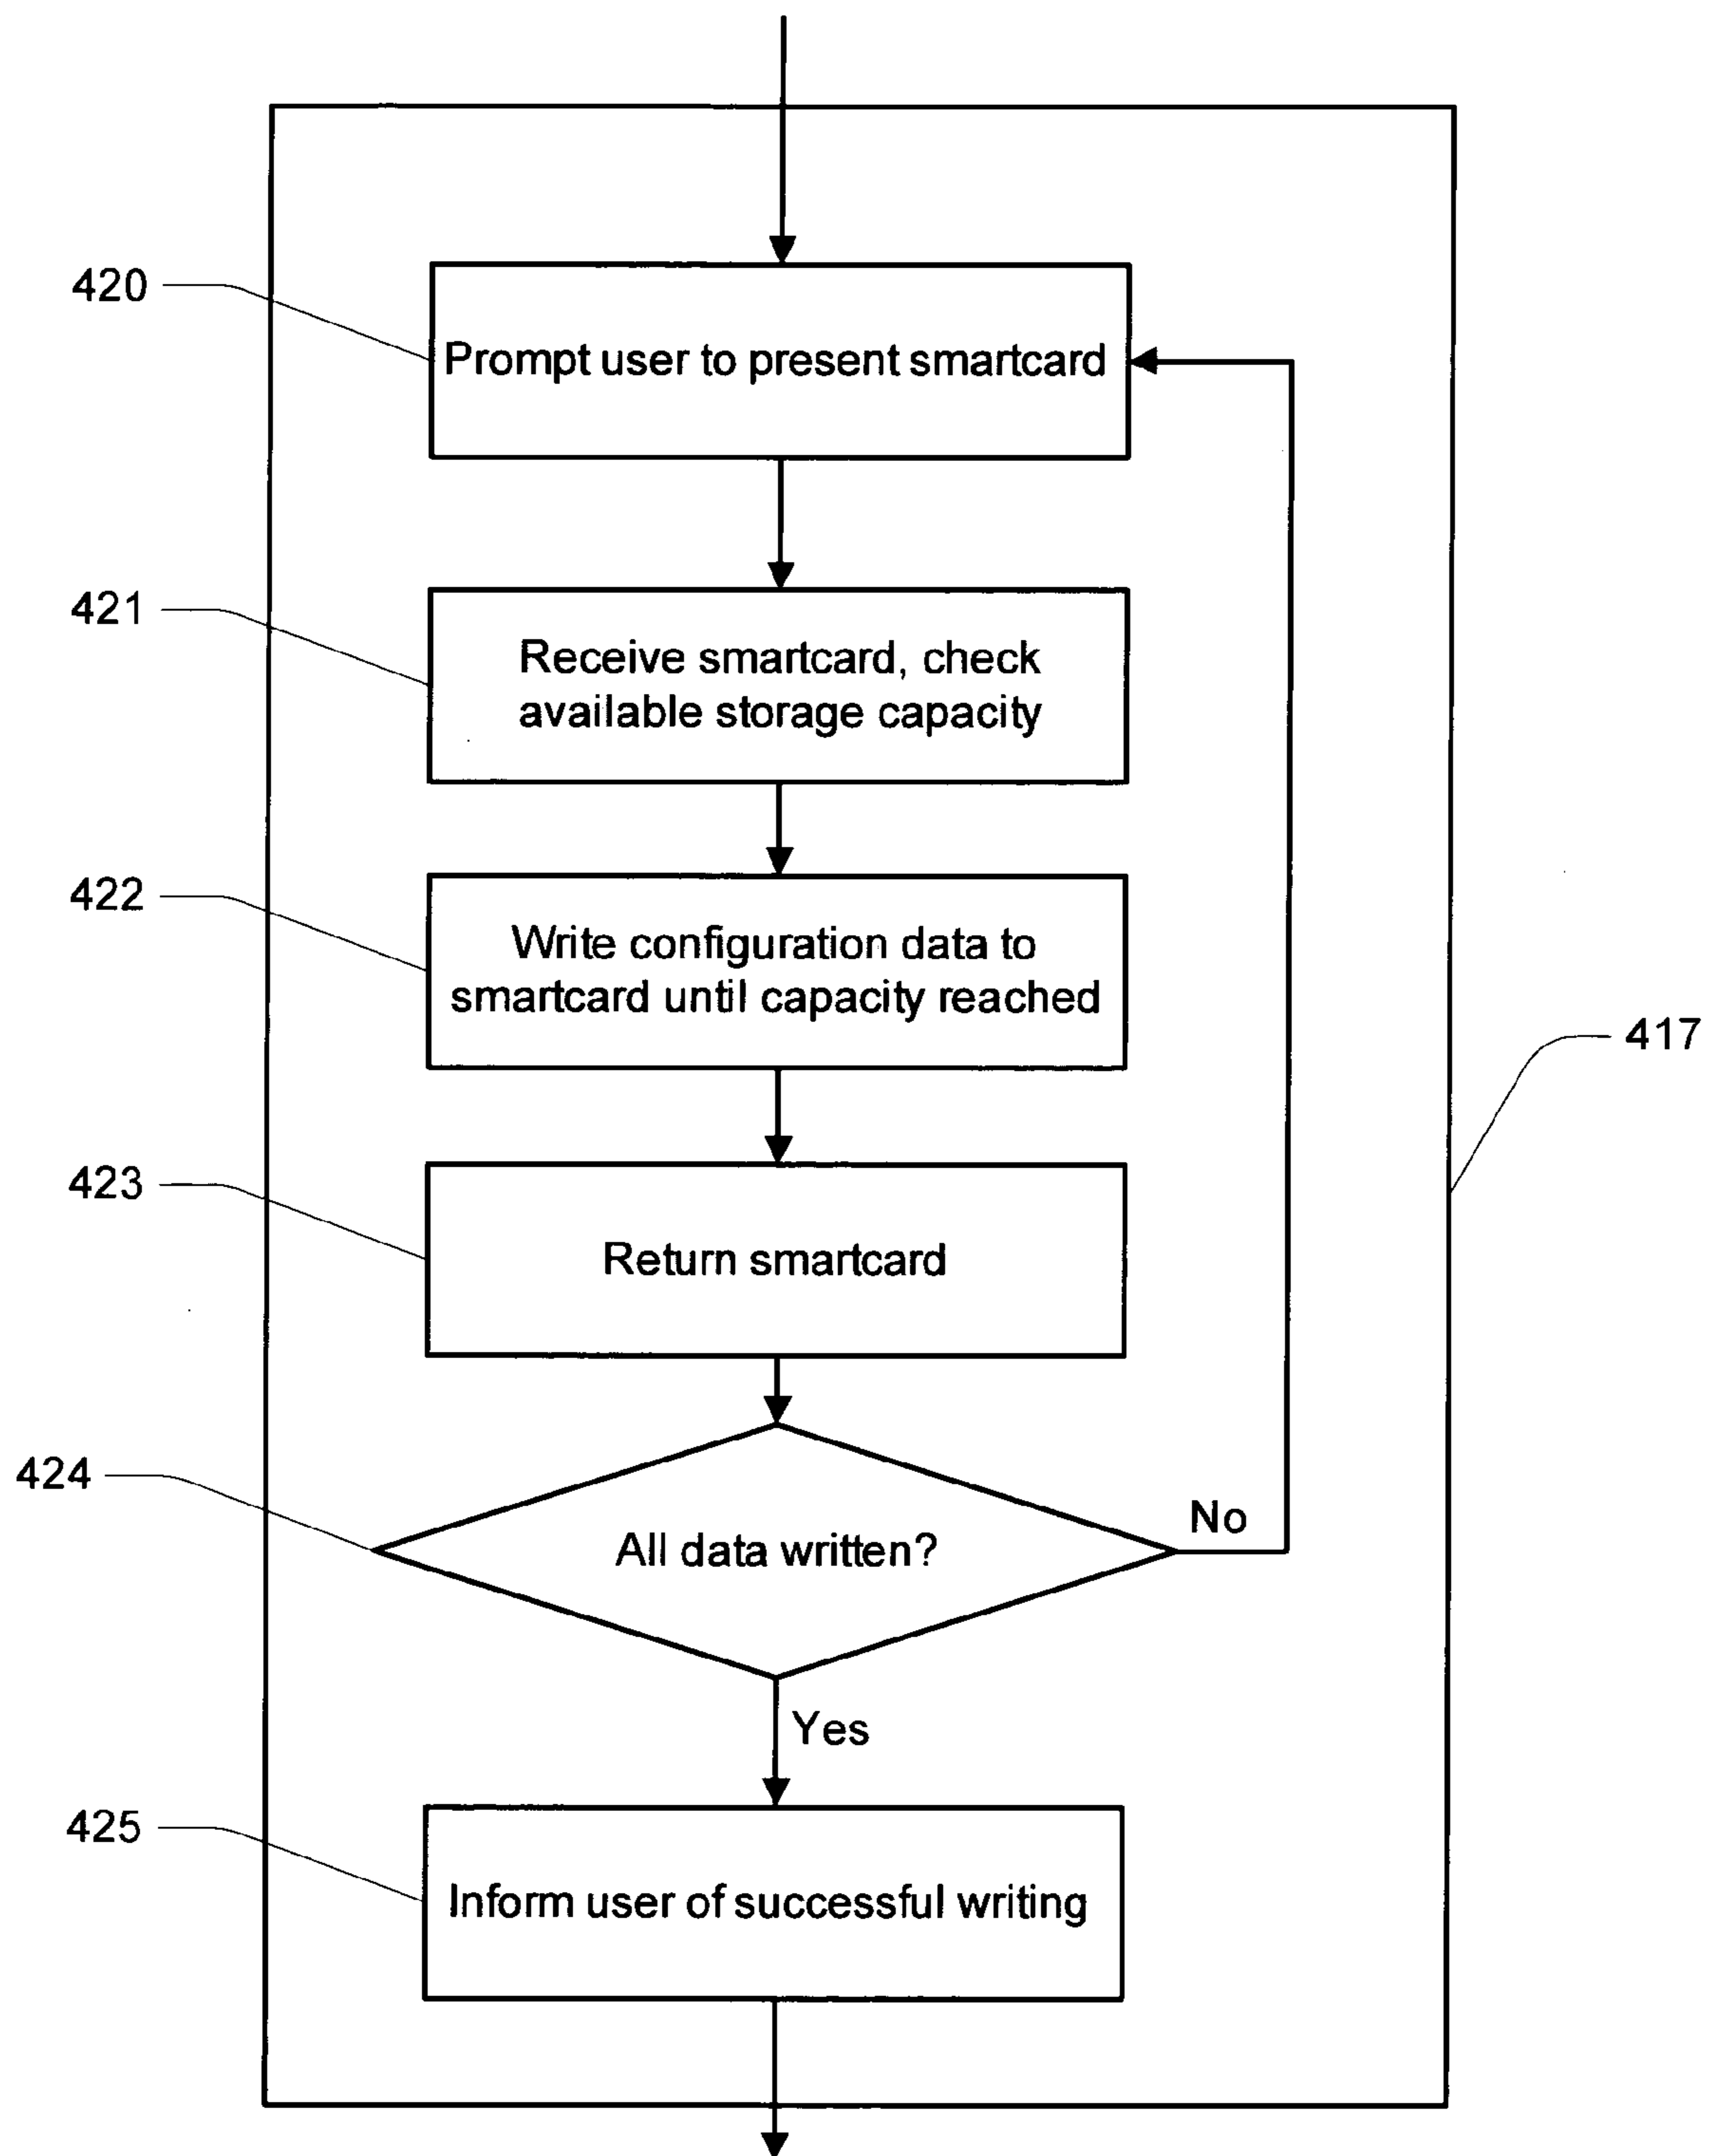 420
Prompt user to present smartcard
421
Receive smartcard, check
available storage capacity
422
Write configuration data to
smartcard until capacity reached
417
423
Return smartcard
424
All data written?
No
Yes
425
Inform user of successful writing